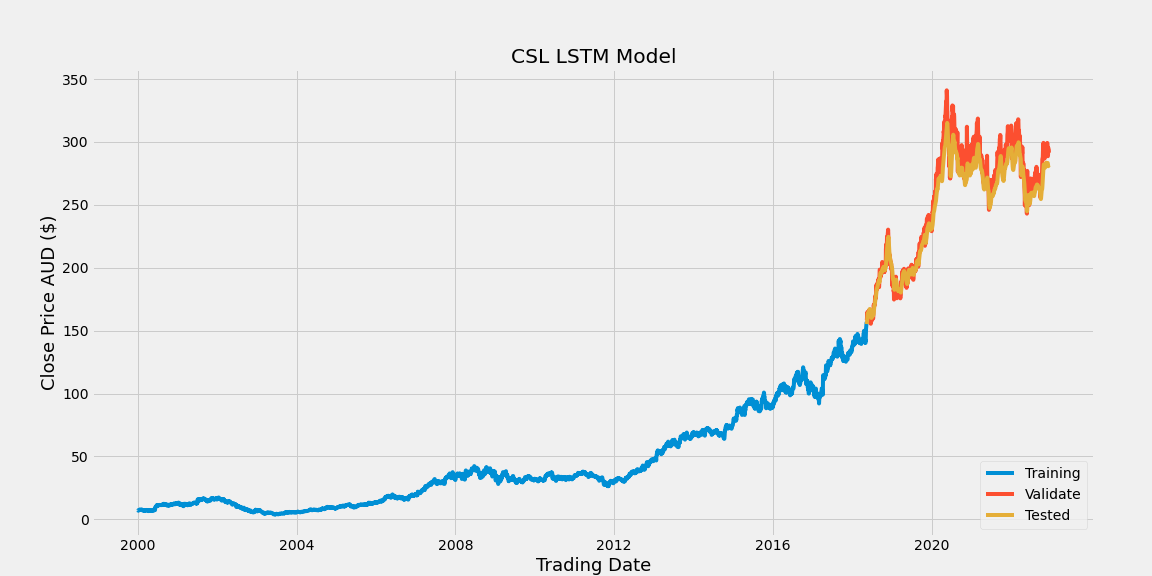 CSL LSTM Model
Close Price AUD ($)
350
300
250
200
150
100
50
0
2000 2004 2008 2012 2016 2020
Trading Date
Training
Validate
Tested